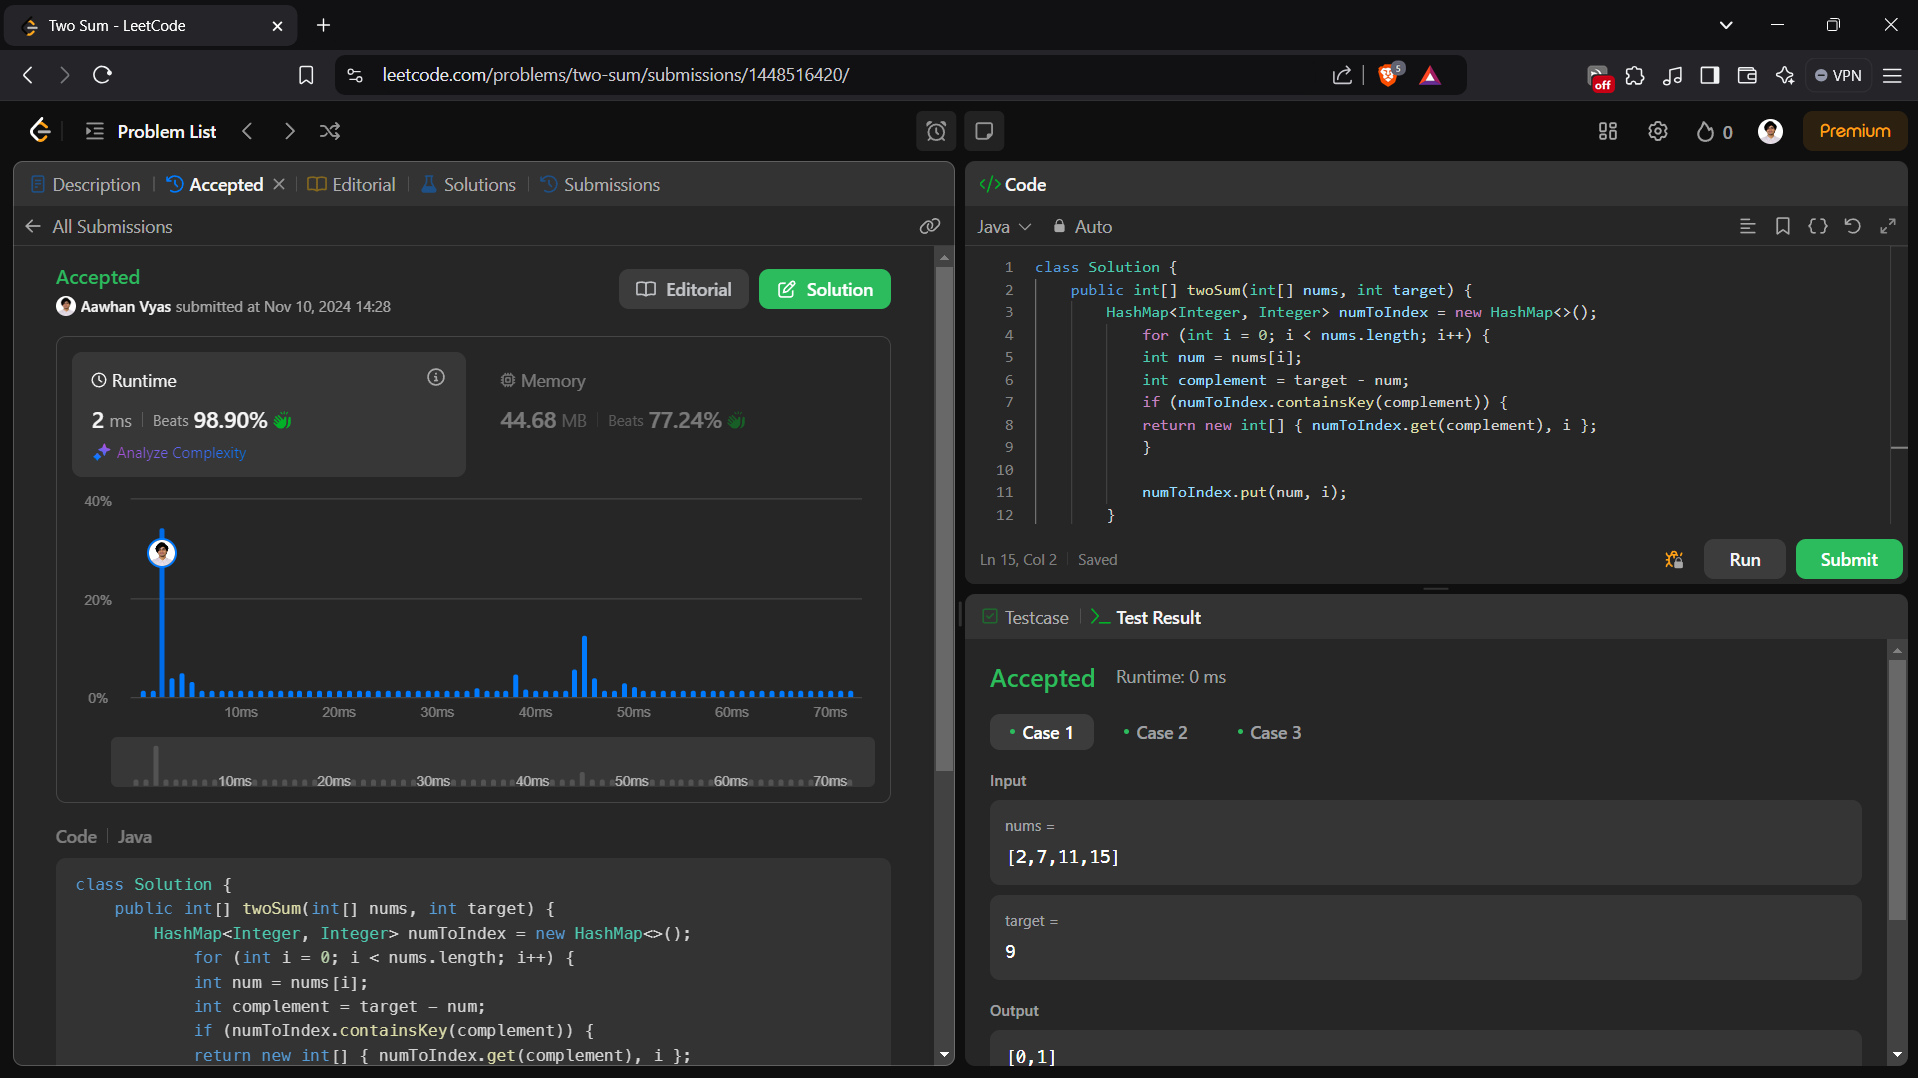 Two Sum - LeetCode
leetcode.com/problems/two-sum/submissions/1448516420/
5
off
VPN
Problem List
0
Premium
Description
Accepted
Editorial
Solutions
Submissions
All Submissions
Accepted
Aawhan Vyas submitted at Nov 10, 2024 14:28
Editorial
Solution
Runtime
2 ms
Beats 98.90%
Analyze Complexity
Memory
44.68 MB
Beats 77.24%
40%
20%
0%
10ms 20ms 30ms 40ms 50ms 60ms 70ms
10ms 20ms 30ms 40ms 50ms 60ms 70ms
Code
Java
class Solution {
    public int[] twoSum(int[] nums, int target) {
        HashMap<Integer, Integer> numToIndex = new HashMap<>();
            for (int i = 0; i < nums.length; i++) {
            int num = nums[i];
            int complement = target - num;
            if (numToIndex.containsKey(complement)) {
            return new int[] { numToIndex.get(complement), i };
</> Code
Java
Auto
1 class Solution {
2     public int[] twoSum(int[] nums, int target) {
3         HashMap<Integer, Integer> numToIndex = new HashMap<>();
4             for (int i = 0; i < nums.length; i++) {
5             int num = nums[i];
6             int complement = target - num;
7             if (numToIndex.containsKey(complement)) {
8             return new int[] { numToIndex.get(complement), i };
9             }
10
11             numToIndex.put(num, i);
12         }
Ln 15, Col 2
Saved
Run
Submit
Testcase
Test Result
Accepted
Runtime: 0 ms
Case 1
Case 2
Case 3
Input
nums =
[2,7,11,15]
target =
9
Output
[0,1]